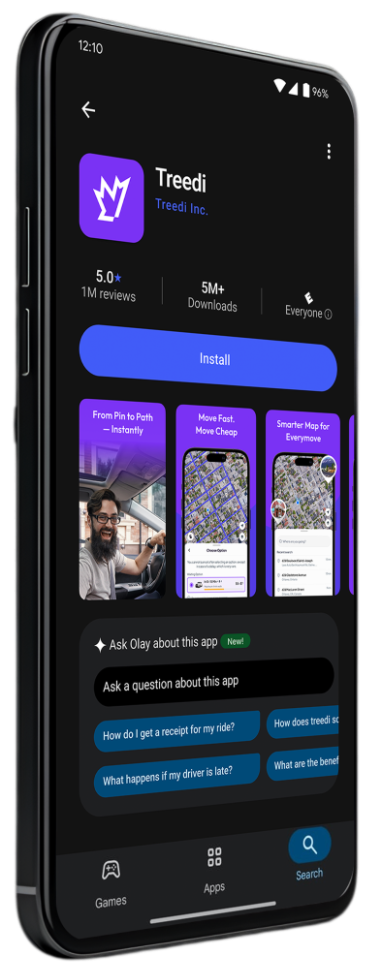 12:10
96%
Treedi
Treedi Inc.
5.0★
1M reviews
5M+
Downloads
E
Everyone
Install
From Pin to Path
— Instantly
Move Fast.
Move Cheap
Smarter Map for
Everymove
Choose Option
Ask Olay about this app New!
Ask a question about this app
How do I get a receipt for my ride?
How does treedi sc
What happens if my driver is late?
What are the benef
Games
Apps
Search